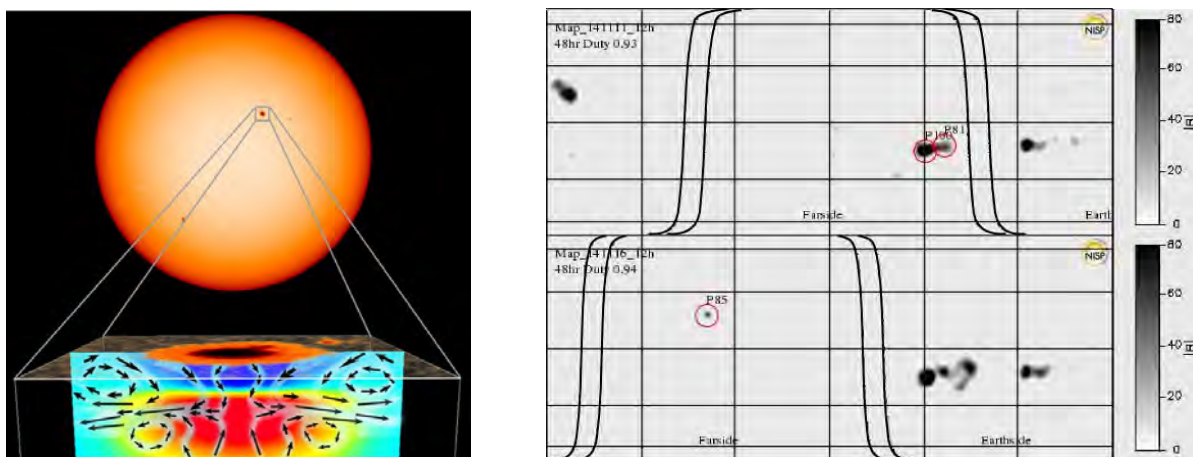 Map_141111_12h
48hr Duty 0.93
NISP
80
60
40
20
0
|B|
P100
P81
Farside
Earth
Map_141116_12h
48hr Duty 0.94
NISP
80
60
40
20
0
|B|
P85
Farside
Earthside